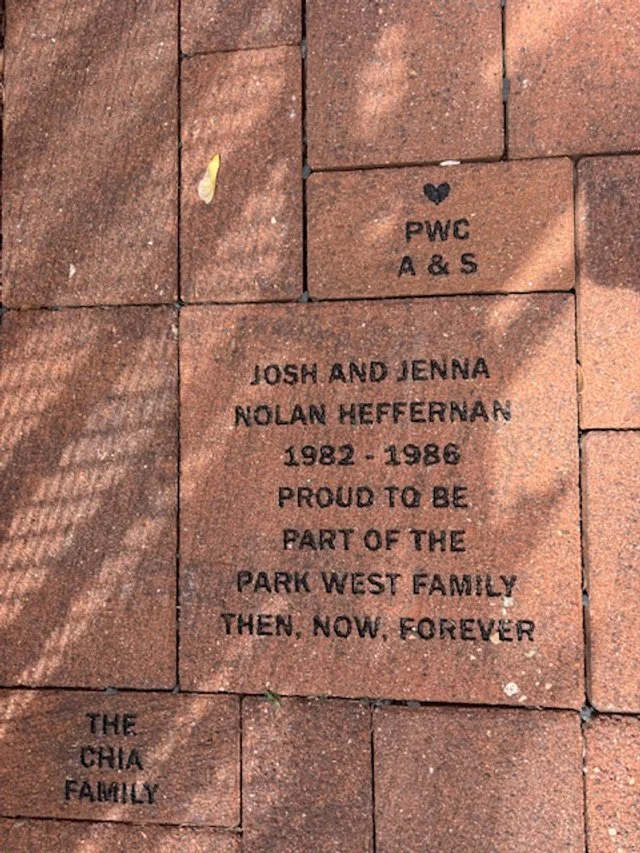 ♥
PWC
A & S
JOSH AND JENNA
NOLAN HEFFERNAN
1982 - 1986
PROUD TO BE
PART OF THE
PARK WEST FAMILY
THEN, NOW, FOREVER
THE
CHIA
FAMILY